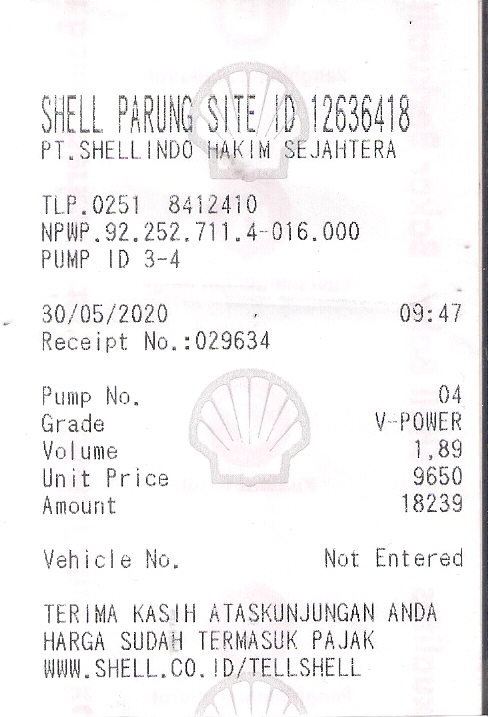 SHELL PARUNG SITE ID 12636418
PT.SHELLINDO HAKIM SEJAHTERA
TLP.0251 8412410
NPWP.92.252.711.4-016.000
PUMP ID 3-4
30/05/2020 09:47
Receipt No.:029634
Pump No. 04
Grade V-POWER
Volume 1,89
Unit Price 9650
Amount 18239
Vehicle No. Not Entered
TERIMA KASIH ATASKUNJUNGAN ANDA
HARGA SUDAH TERMASUK PAJAK
WWW.SHELL.CO.ID/TELLSHELL